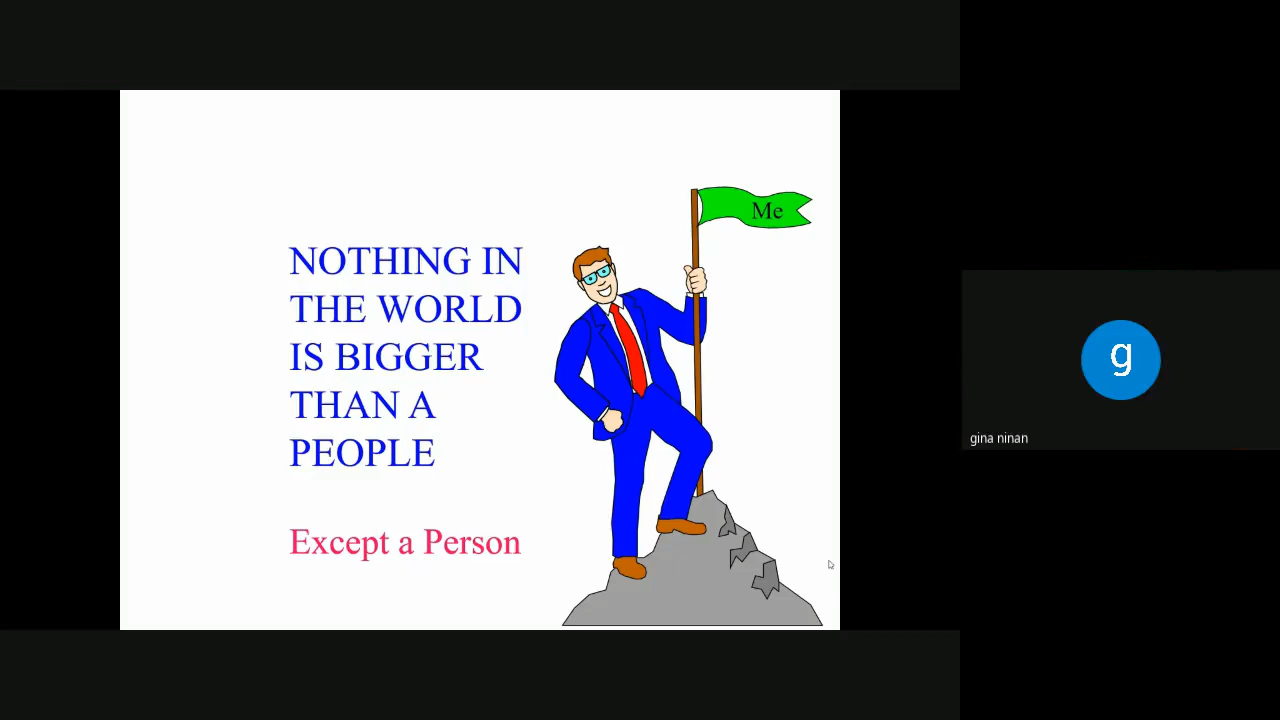 Me
NOTHING IN
THE WORLD
IS BIGGER
THAN A
PEOPLE
Except a Person
g
gina ninan